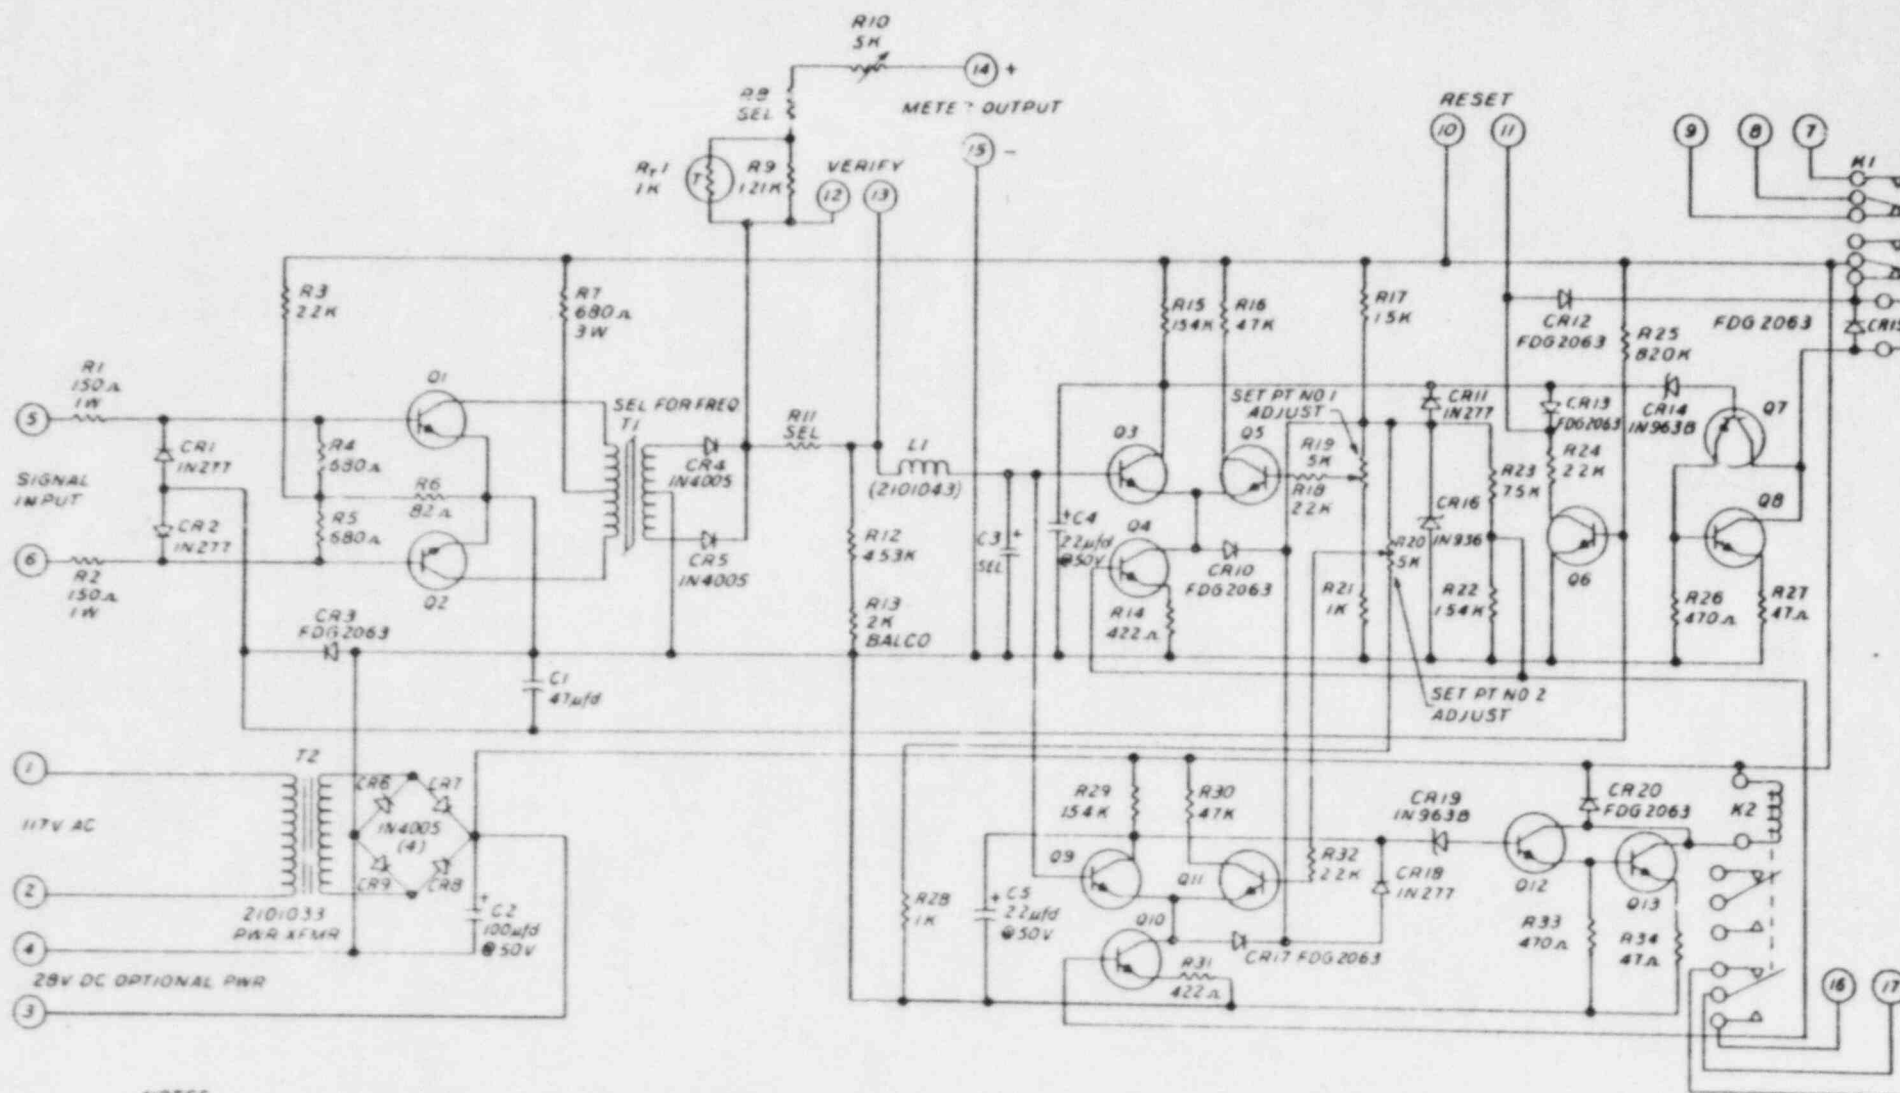 R10
5K
14 +
R8
SEL
METER OUTPUT
RESET
10
11
9
8
7
K1
15 -
RT1
1K
T
R9
121K
VERIFY
12
13
R3
22K
R7
680Ω
3W
R15
154K
R16
47K
R17
15K
CR12
FDG2063
R25
820K
FDG2063
CR15
R1
150Ω
1W
5
Q1
SEL FOR FREQ
T1
R11
SEL
SET PT NO 1
ADJUST
CR11
1N277
CR13
FDG2063
CR14
1N963B
Q7
CR1
1N277
R4
680Ω
CR4
1N4005
L1
(2101043)
Q3
Q5
R19
5K
R18
22K
R23
75K
R24
22K
SIGNAL
INPUT
R6
82Ω
CR2
1N277
R5
680Ω
CR5
1N4005
R12
453K
C3
SEL
+
+
C4
22µfd
@50V
Q4
CR10
FDG2063
R20
5K
CR16
1N936
Q6
Q8
6
R2
150Ω
1W
Q2
R13
2K
BALCO
R14
422Ω
R21
1K
R22
154K
R26
470Ω
R27
47Ω
CR3
FDG2063
C1
47µfd
SET PT NO 2
ADJUST
1
T2
CR6
CR7
1N4005
(4)
CR9
CR8
117V AC
R29
154K
R30
47K
CR19
1N963B
CR20
FDG2063
K2
2
2101033
PWR XFMR
+
C2
100µfd
@50V
Q9
Q11
R32
22K
CR18
1N277
Q12
Q13
R28
1K
+
C5
22µfd
@50V
Q10
CR17 FDG2063
R31
422Ω
R33
470Ω
R34
47Ω
4
28V DC OPTIONAL PWR
3
16
17